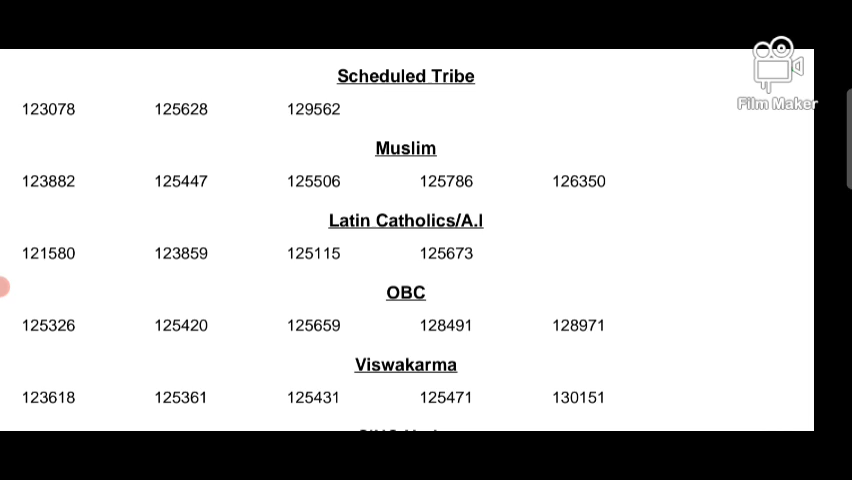 Film Maker
Scheduled Tribe
123078 125628 129562
Muslim
123882 125447 125506 125786 126350
Latin Catholics/A.I
121580 123859 125115 125673
OBC
125326 125420 125659 128491 128971
Viswakarma
123618 125361 125431 125471 130151